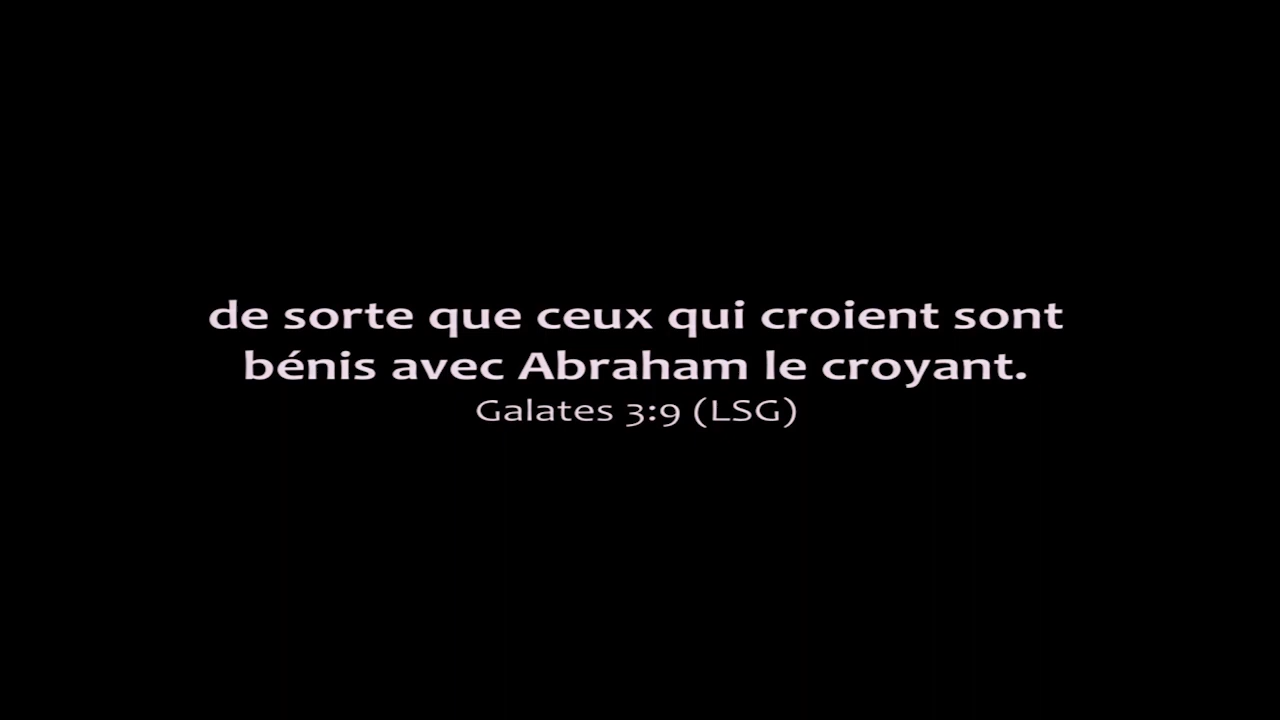 de sorte que ceux qui croient sont
bénis avec Abraham le croyant.
Galates 3:9 (LSG)